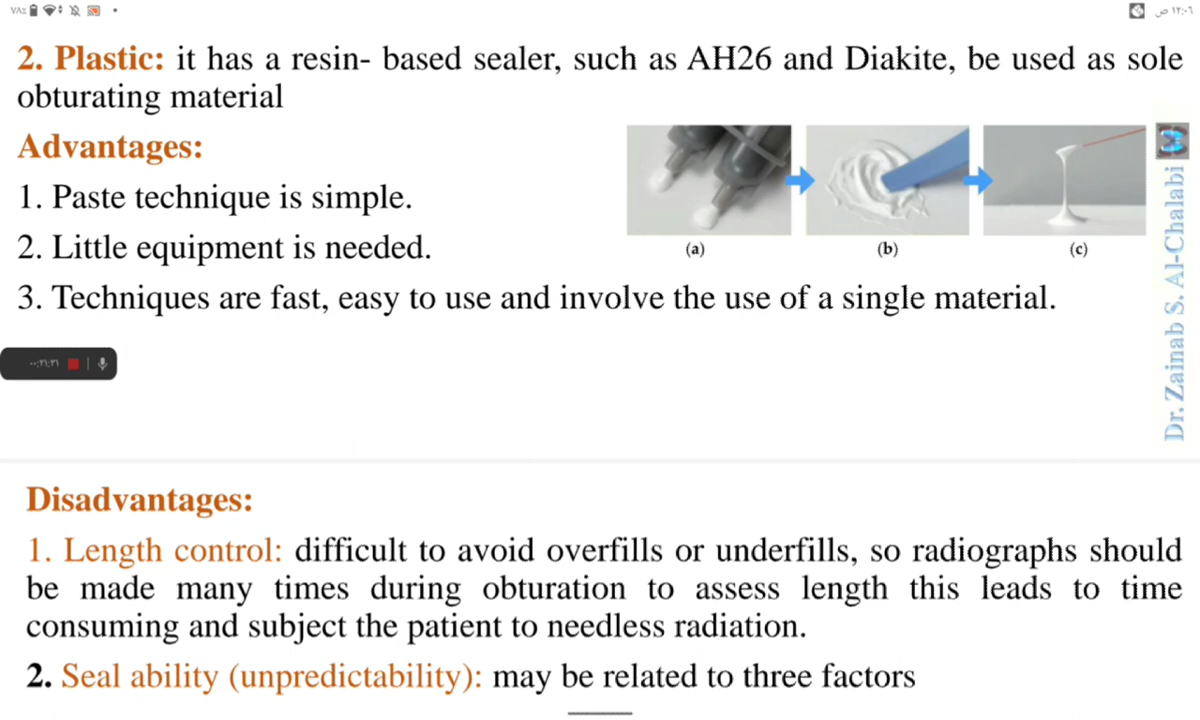 ٧٨٪
١٢:٠٦ ص
2. Plastic: it has a resin- based sealer, such as AH26 and Diakite, be used as sole
obturating material
Advantages:
1. Paste technique is simple.
2. Little equipment is needed.
(a)
(b)
(c)
3. Techniques are fast, easy to use and involve the use of a single material.
Dr. Zainab S. Al-Chalabi
Disadvantages:
1. Length control: difficult to avoid overfills or underfills, so radiographs should
be made many times during obturation to assess length this leads to time
consuming and subject the patient to needless radiation.
2. Seal ability (unpredictability): may be related to three factors